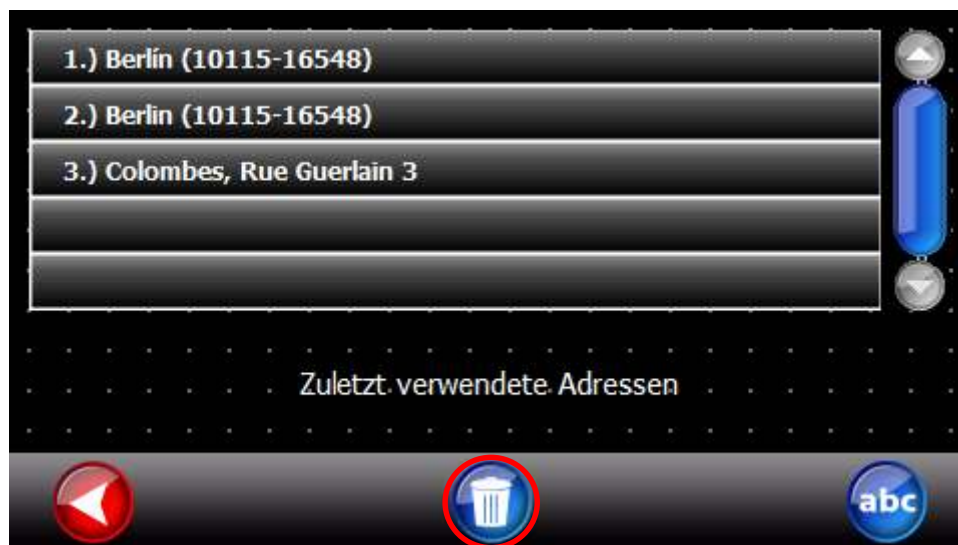 1.) Berlín (10115-16548)
2.) Berlin (10115-16548)
3.) Colombes, Rue Guerlain 3
Zuletzt verwendete Adressen
abc